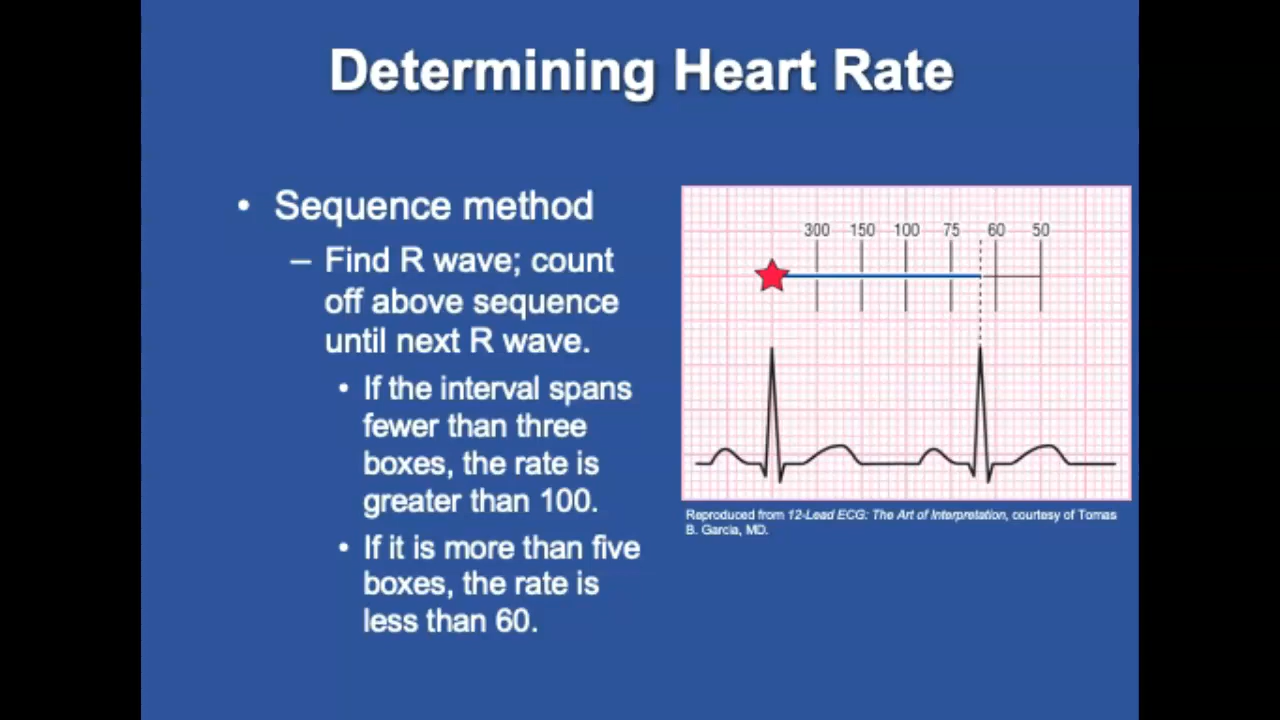 Determining Heart Rate
• Sequence method
– Find R wave; count
off above sequence
until next R wave.
• If the interval spans
fewer than three
boxes, the rate is
greater than 100.
• If it is more than five
boxes, the rate is
less than 60.
300 150 100 75 60 50
Reproduced from 12-Lead ECG: The Art of Interpretation, courtesy of Tomas
B. Garcia, MD.